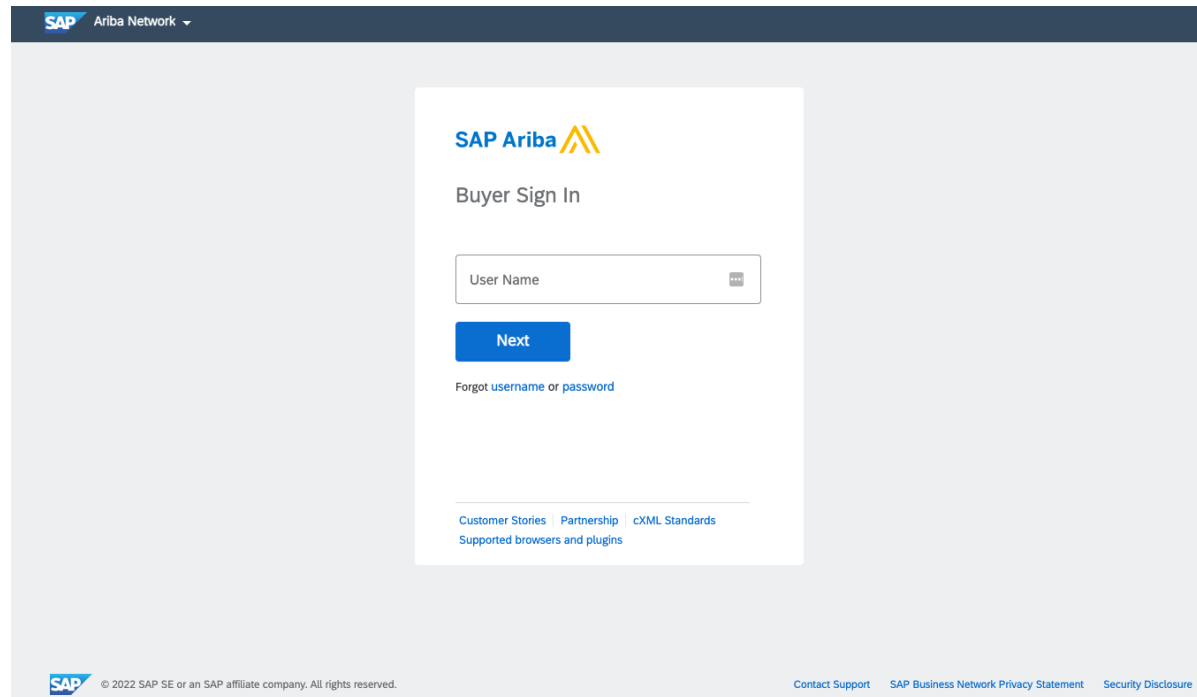 SAP Ariba Network
SAP Ariba
Buyer Sign In
User Name
Next
Forgot username or password
Customer Stories Partnership cXML Standards
Supported browsers and plugins
SAP © 2022 SAP SE or an SAP affiliate company. All rights reserved. Contact Support SAP Business Network Privacy Statement Security Disclosure